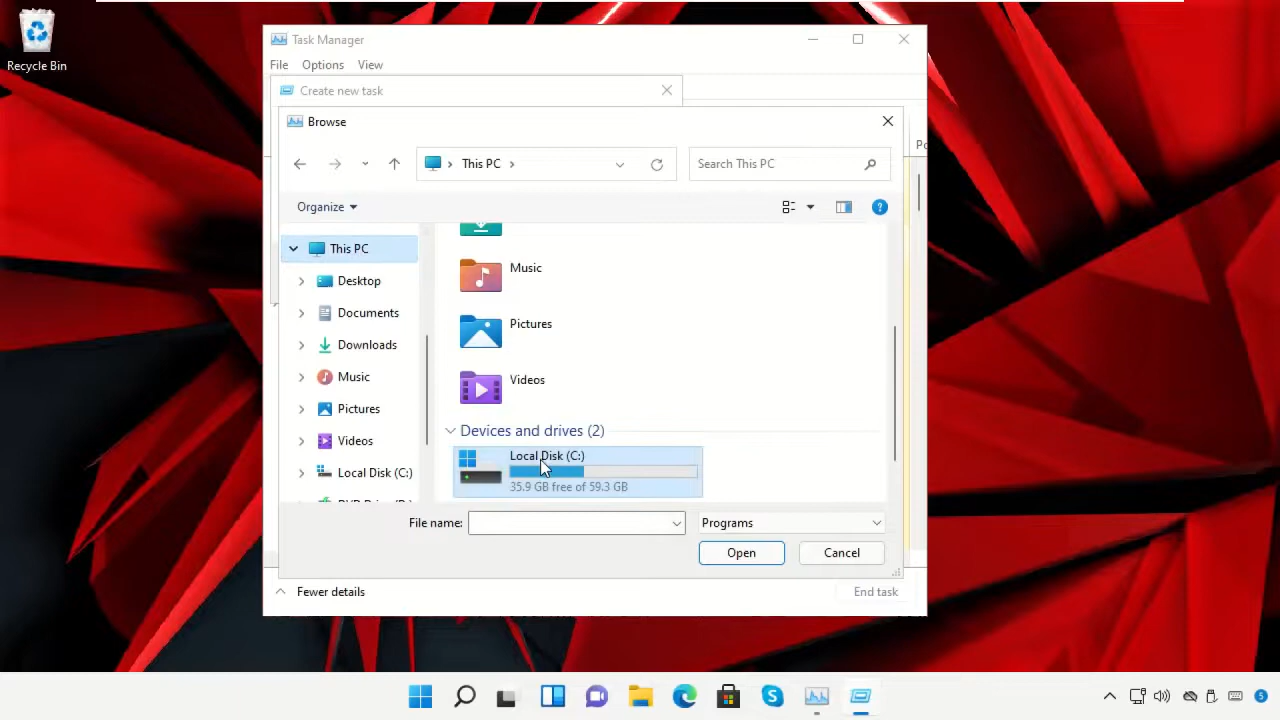 Recycle Bin
Task Manager
File Options View
Create new task
Browse
This PC
Search This PC
Organize
This PC
Desktop
Documents
Downloads
Music
Pictures
Videos
Local Disk (C:)
Music
Pictures
Videos
Devices and drives (2)
Local Disk (C:)
35.9 GB free of 59.3 GB
File name:
Programs
Open
Cancel
Fewer details
End task
5